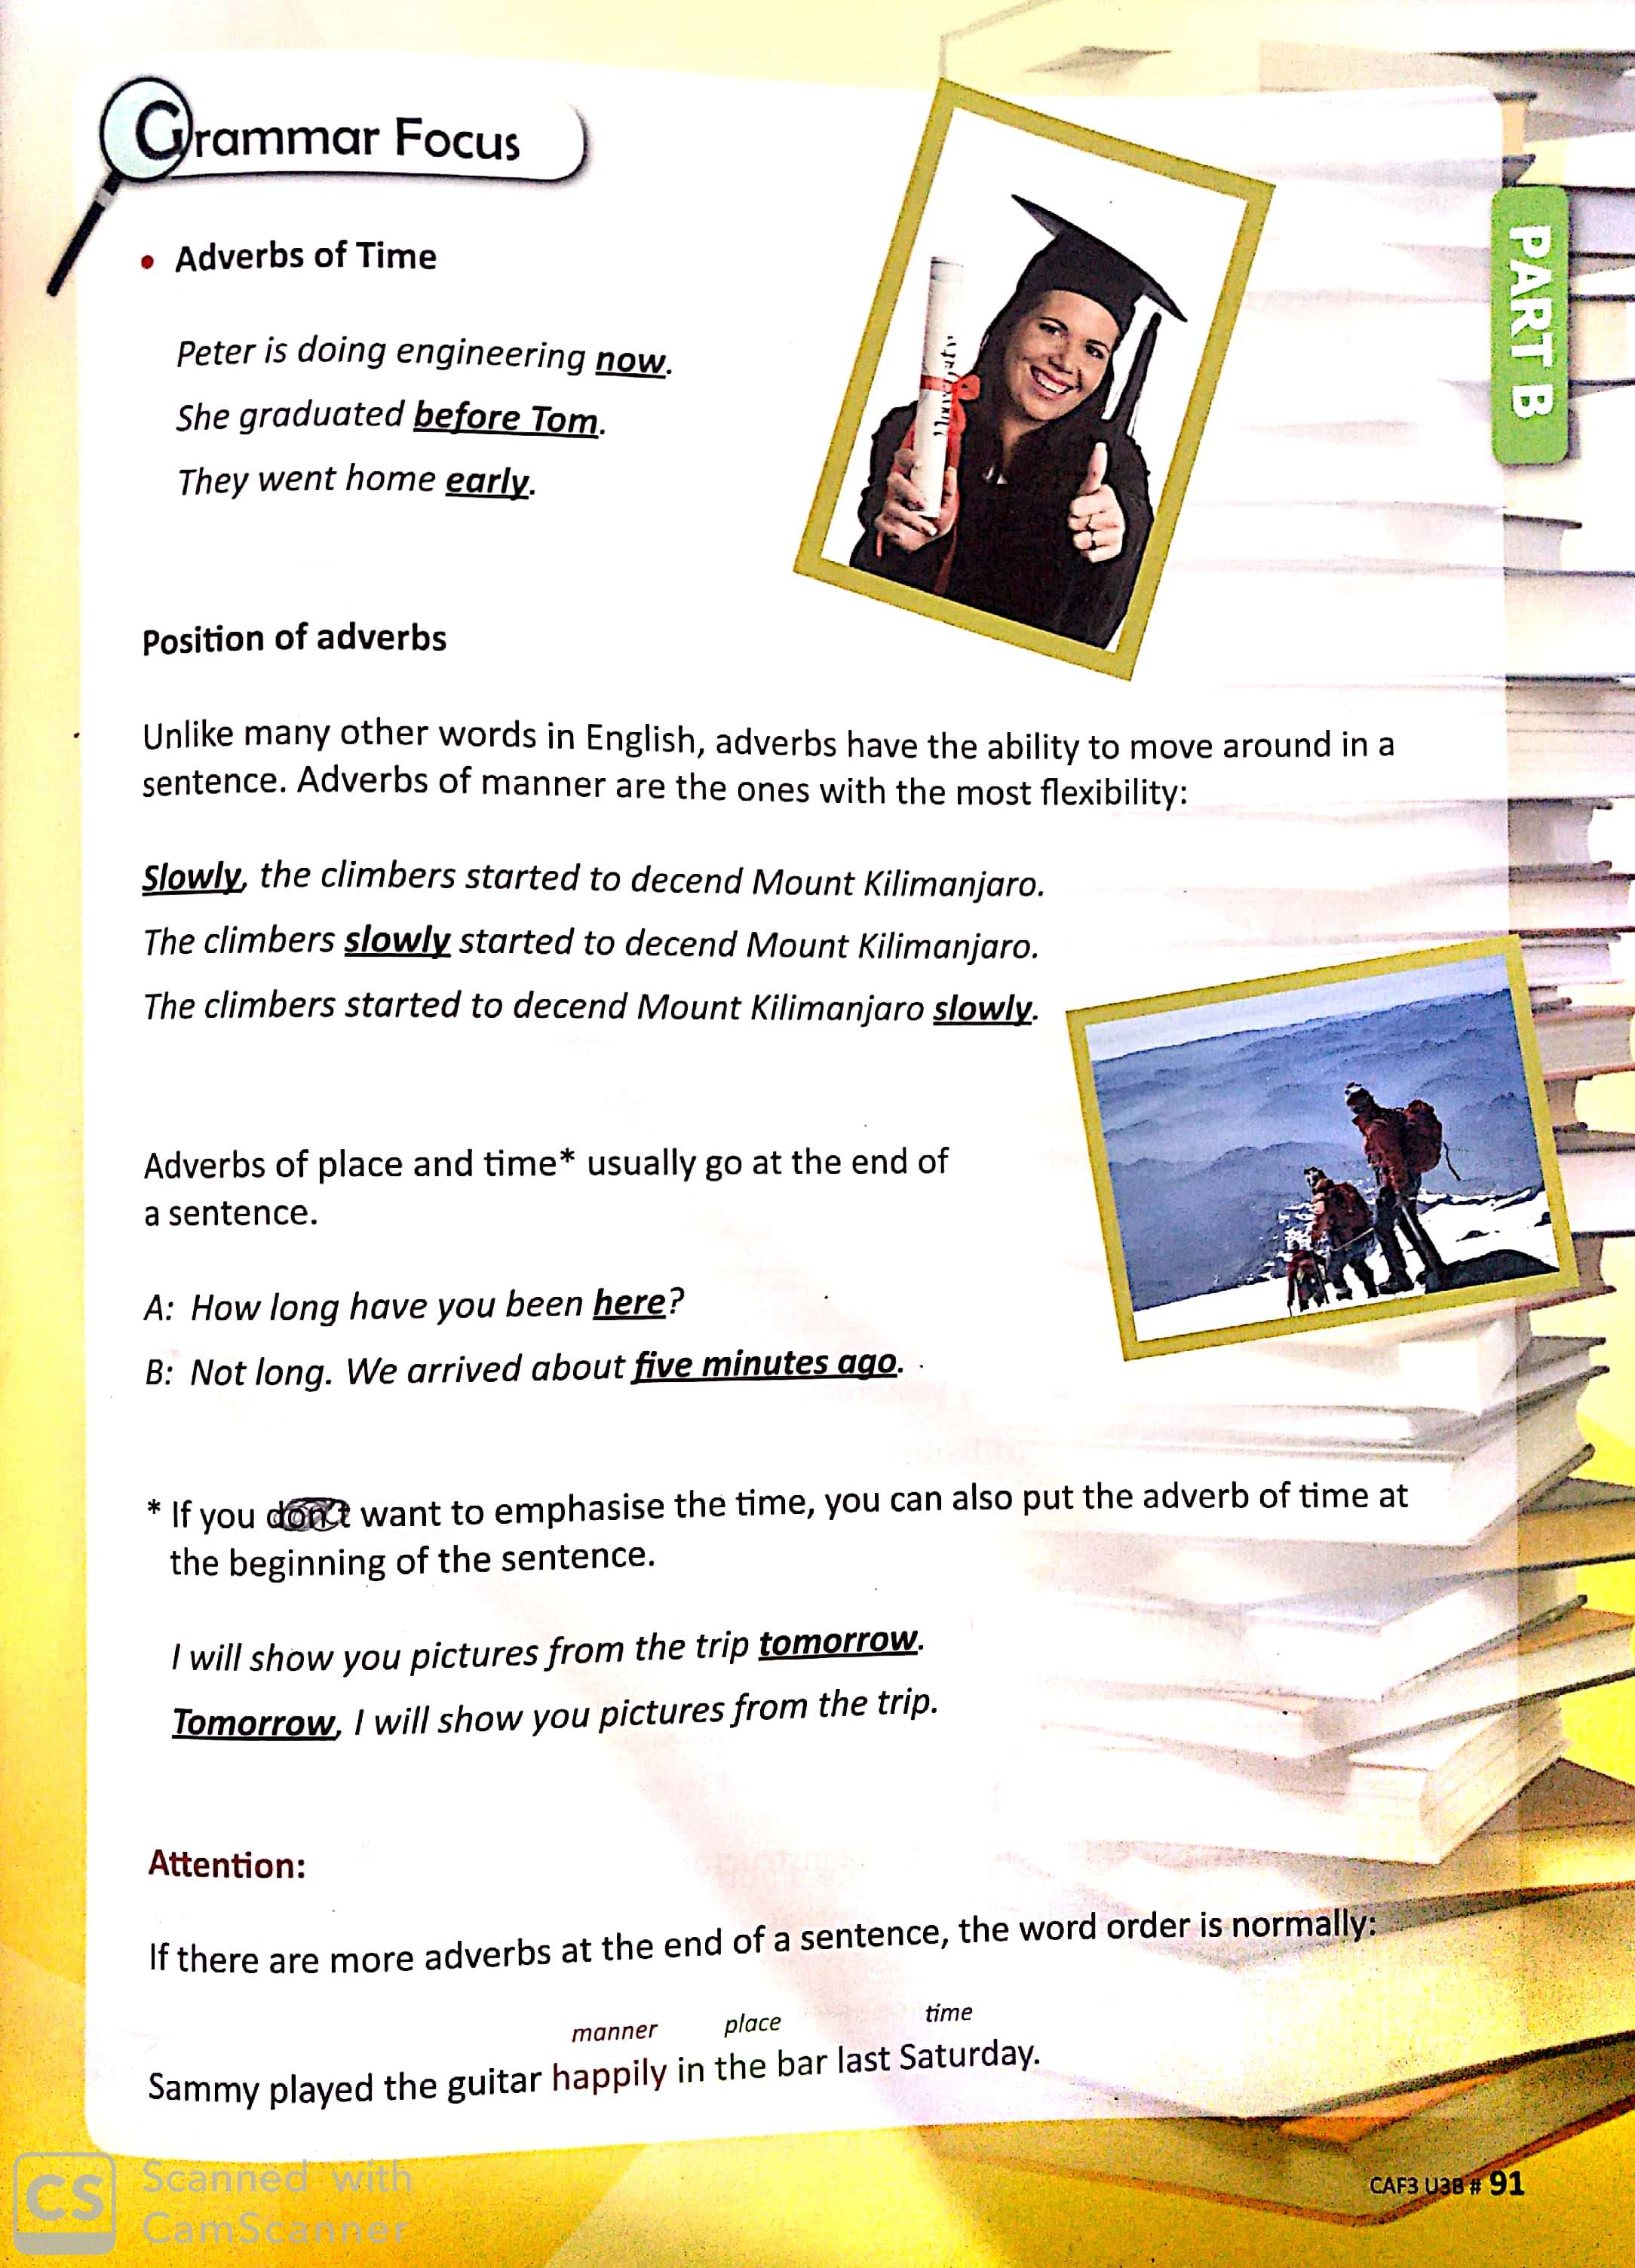 Grammar Focus
PART B
• Adverbs of Time
Peter is doing engineering now.
She graduated before Tom.
They went home early.
Position of adverbs
Unlike many other words in English, adverbs have the ability to move around in a
sentence. Adverbs of manner are the ones with the most flexibility:
Slowly, the climbers started to decend Mount Kilimanjaro.
The climbers slowly started to decend Mount Kilimanjaro.
The climbers started to decend Mount Kilimanjaro slowly.
Adverbs of place and time* usually go at the end of
a sentence.
A: How long have you been here?
B: Not long. We arrived about five minutes ago.
* If you don't want to emphasise the time, you can also put the adverb of time at
the beginning of the sentence.
I will show you pictures from the trip tomorrow.
Tomorrow, I will show you pictures from the trip.
Attention:
If there are more adverbs at the end of a sentence, the word order is normally:
manner place time
Sammy played the guitar happily in the bar last Saturday.
CAF3 U3B # 91
CS Scanned with
CamScanner